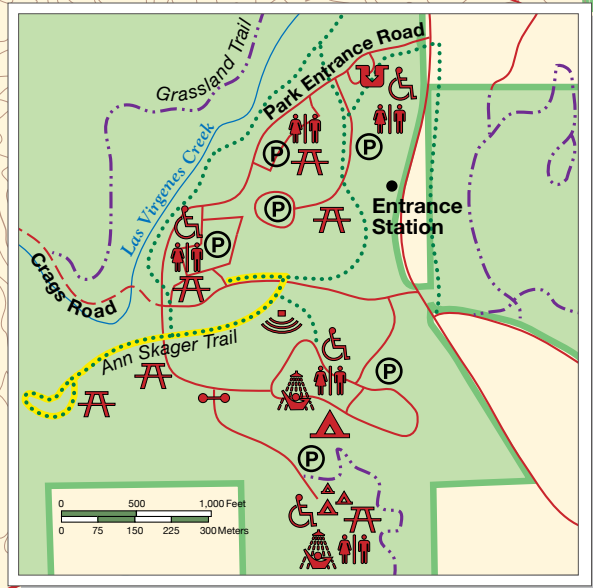 Grassland Trail
Park Entrance Road
Las Virgenes Creek
P
P
P
P
Entrance
Station
Crags Road
Ann Skager Trail
P
P
0 500 1,000 Feet
0 75 150 225 300 Meters